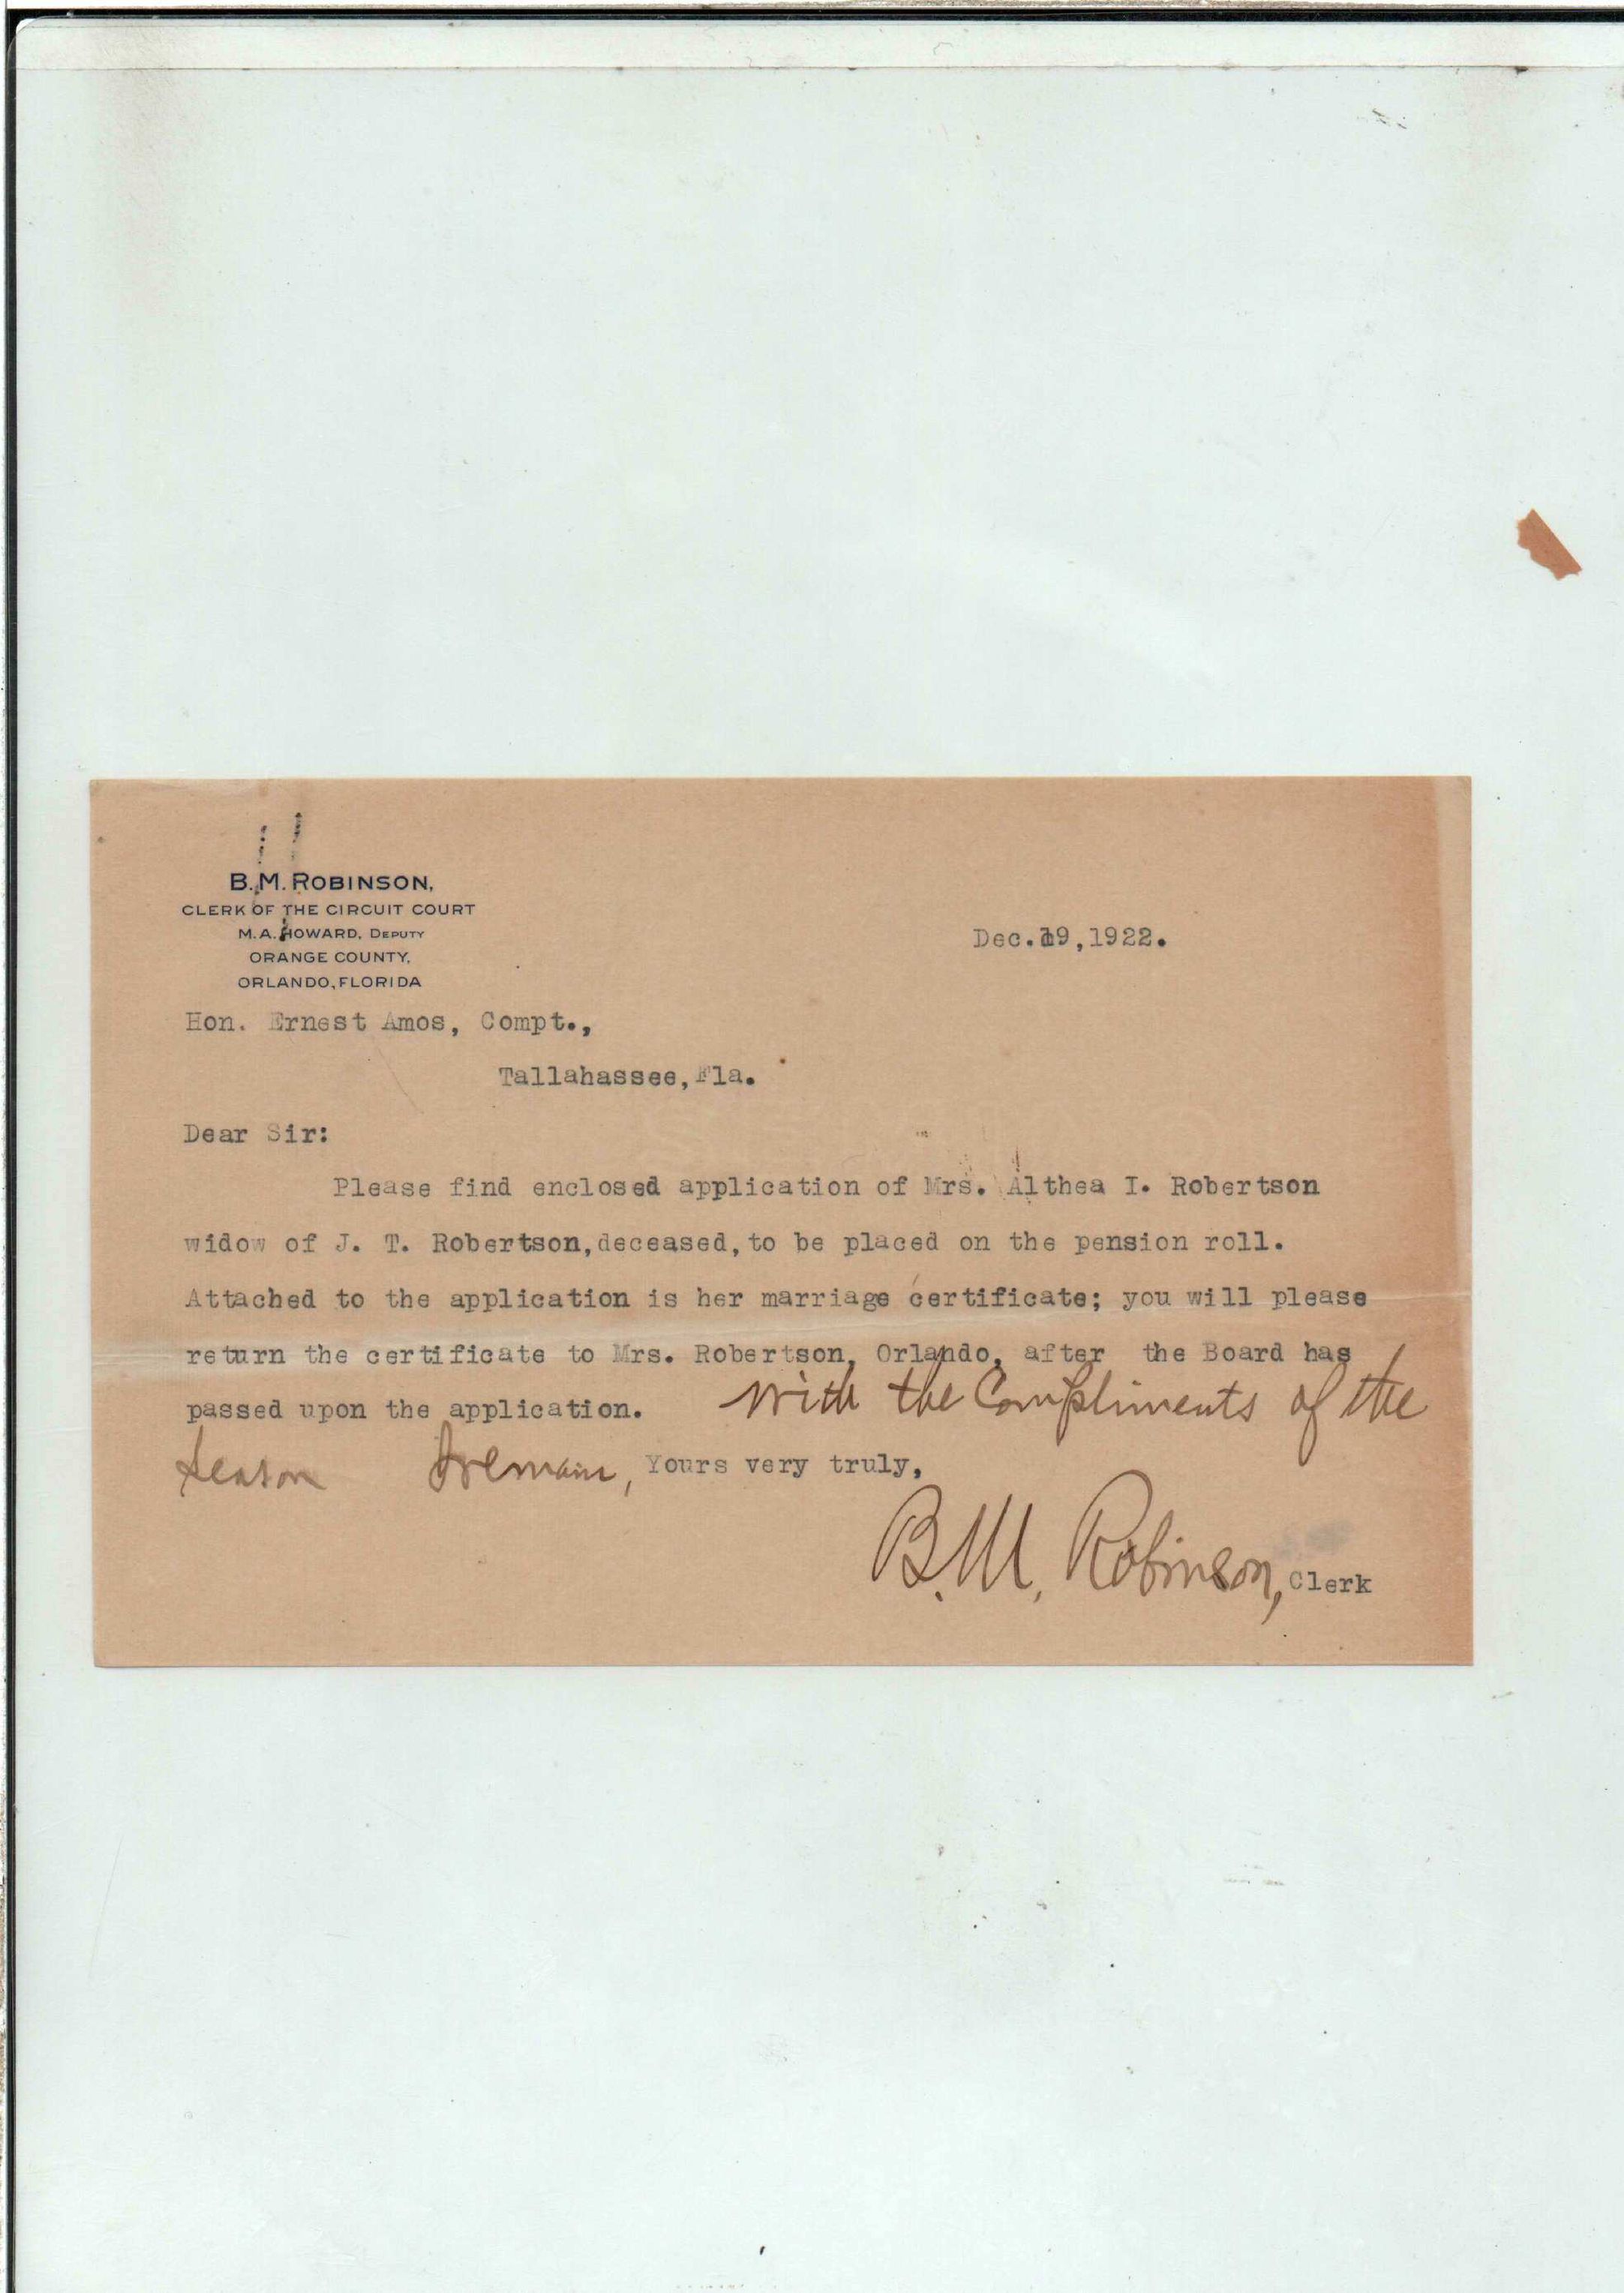 B. M. ROBINSON,
CLERK OF THE CIRCUIT COURT
M. A. HOWARD, DEPUTY
ORANGE COUNTY,
ORLANDO, FLORIDA
Dec. 19, 1922.
Hon. Ernest Amos, Compt.,
Tallahassee, Fla.
Dear Sir:
Please find enclosed application of Mrs. Althea I. Robertson
widow of J. T. Robertson, deceased, to be placed on the pension roll.
Attached to the application is her marriage certificate; you will please
return the certificate to Mrs. Robertson, Orlando, after the Board has
passed upon the application. With the Compliments of the
Season I remain, Yours very truly,
B. M. Robinson, Clerk